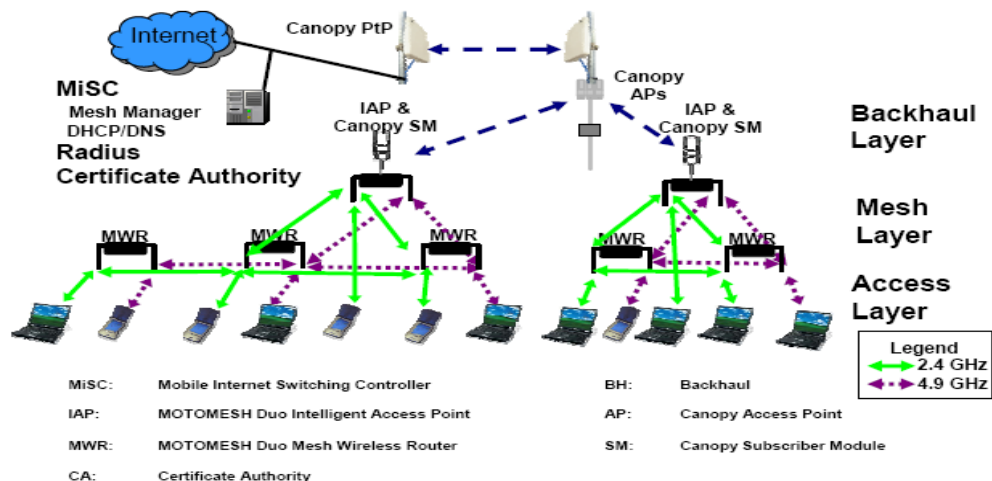 Internet
Canopy PtP
Canopy
APs
MiSC
Mesh Manager
DHCP/DNS
Radius
Certificate Authority
IAP &
Canopy SM
IAP &
Canopy SM
Backhaul
Layer
MWR
MWR
MWR
MWR
MWR
Mesh
Layer
Access
Layer
Legend
2.4 GHz
4.9 GHz
MiSC: Mobile Internet Switching Controller
BH: Backhaul
IAP: MOTOMESH Duo Intelligent Access Point
AP: Canopy Access Point
MWR: MOTOMESH Duo Mesh Wireless Router
SM: Canopy Subscriber Module
CA: Certificate Authority